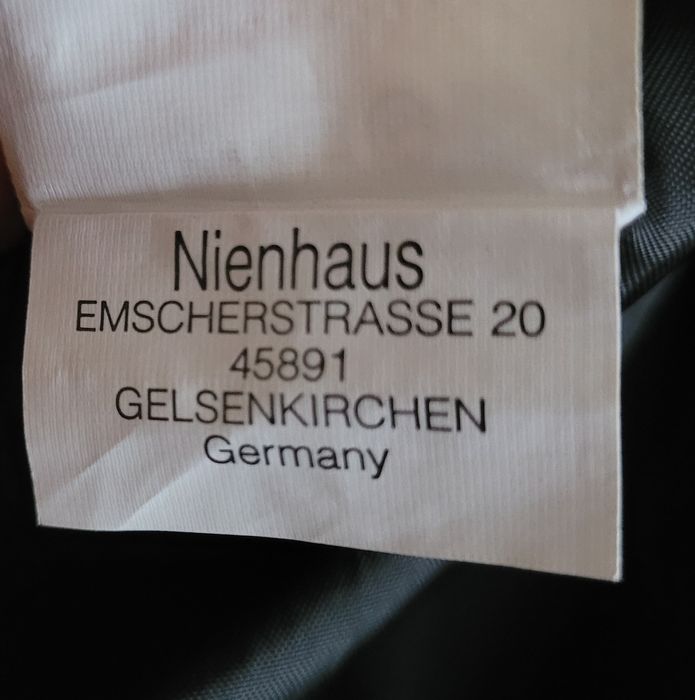 Nienhaus
EMSCHERSTRASSE 20
45891
GELSENKIRCHEN
Germany